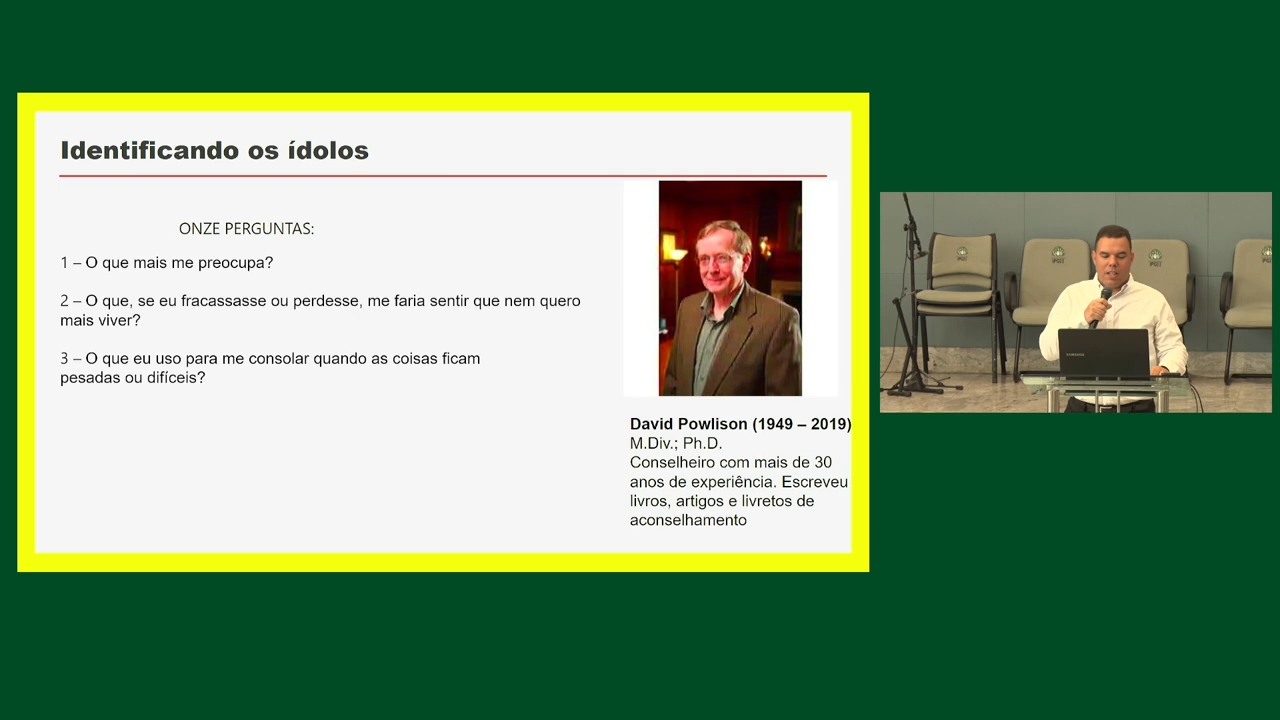 Identificando os ídolos
ONZE PERGUNTAS:
1 – O que mais me preocupa?
2 – O que, se eu fracassasse ou perdesse, me faria sentir que nem quero
mais viver?
3 – O que eu uso para me consolar quando as coisas ficam
pesadas ou difíceis?
David Powlison (1949 – 2019)
M.Div.; Ph.D.
Conselheiro com mais de 30
anos de experiência. Escreveu
livros, artigos e livretos de
aconselhamento